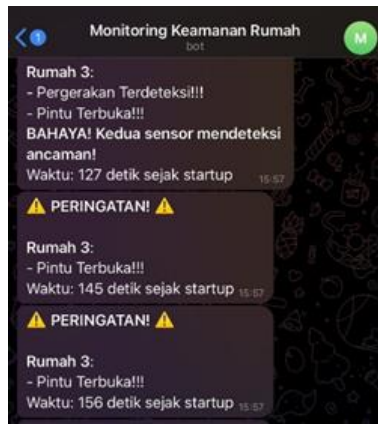 1
Monitoring Keamanan Rumah
bot
M
Rumah 3:
- Pergerakan Terdeteksi!!!
- Pintu Terbuka!!!
BAHAYA! Kedua sensor mendeteksi
ancaman!
Waktu: 127 detik sejak startup 15:57
⚠️ PERINGATAN! ⚠️
Rumah 3:
- Pintu Terbuka!!!
Waktu: 145 detik sejak startup 15:57
⚠️ PERINGATAN! ⚠️
Rumah 3:
- Pintu Terbuka!!!
Waktu: 156 detik sejak startup 15:57